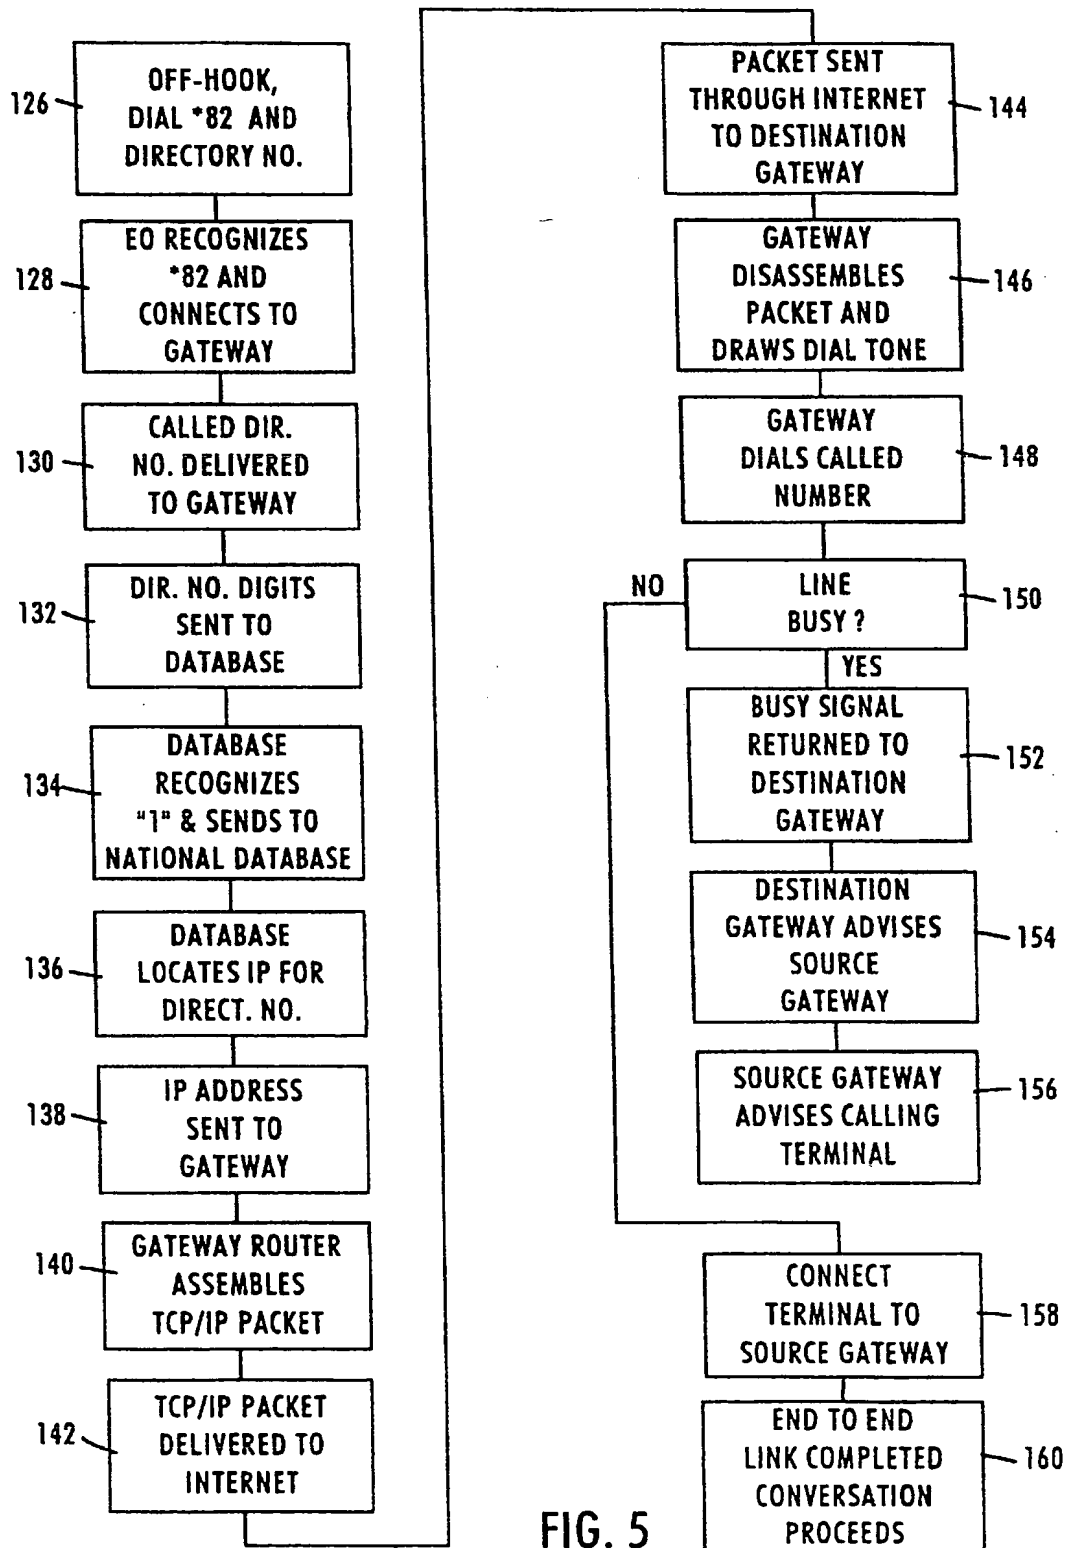 126
OFF-HOOK,
DIAL *82 AND
DIRECTORY NO.
128
EO RECOGNIZES
*82 AND
CONNECTS TO
GATEWAY
130
CALLED DIR.
NO. DELIVERED
TO GATEWAY
132
DIR. NO. DIGITS
SENT TO
DATABASE
134
DATABASE
RECOGNIZES
"1" & SENDS TO
NATIONAL DATABASE
136
DATABASE
LOCATES IP FOR
DIRECT. NO.
138
IP ADDRESS
SENT TO
GATEWAY
140
GATEWAY ROUTER
ASSEMBLES
TCP/IP PACKET
142
TCP/IP PACKET
DELIVERED TO
INTERNET
PACKET SENT
THROUGH INTERNET
TO DESTINATION
GATEWAY
144
GATEWAY
DISASSEMBLES
PACKET AND
DRAWS DIAL TONE
146
GATEWAY
DIALS CALLED
NUMBER
148
NO
LINE
BUSY ?
150
YES
BUSY SIGNAL
RETURNED TO
DESTINATION
GATEWAY
152
DESTINATION
GATEWAY ADVISES
SOURCE
GATEWAY
154
SOURCE GATEWAY
ADVISES CALLING
TERMINAL
156
CONNECT
TERMINAL TO
SOURCE GATEWAY
158
END TO END
LINK COMPLETED
CONVERSATION
PROCEEDS
160
FIG. 5